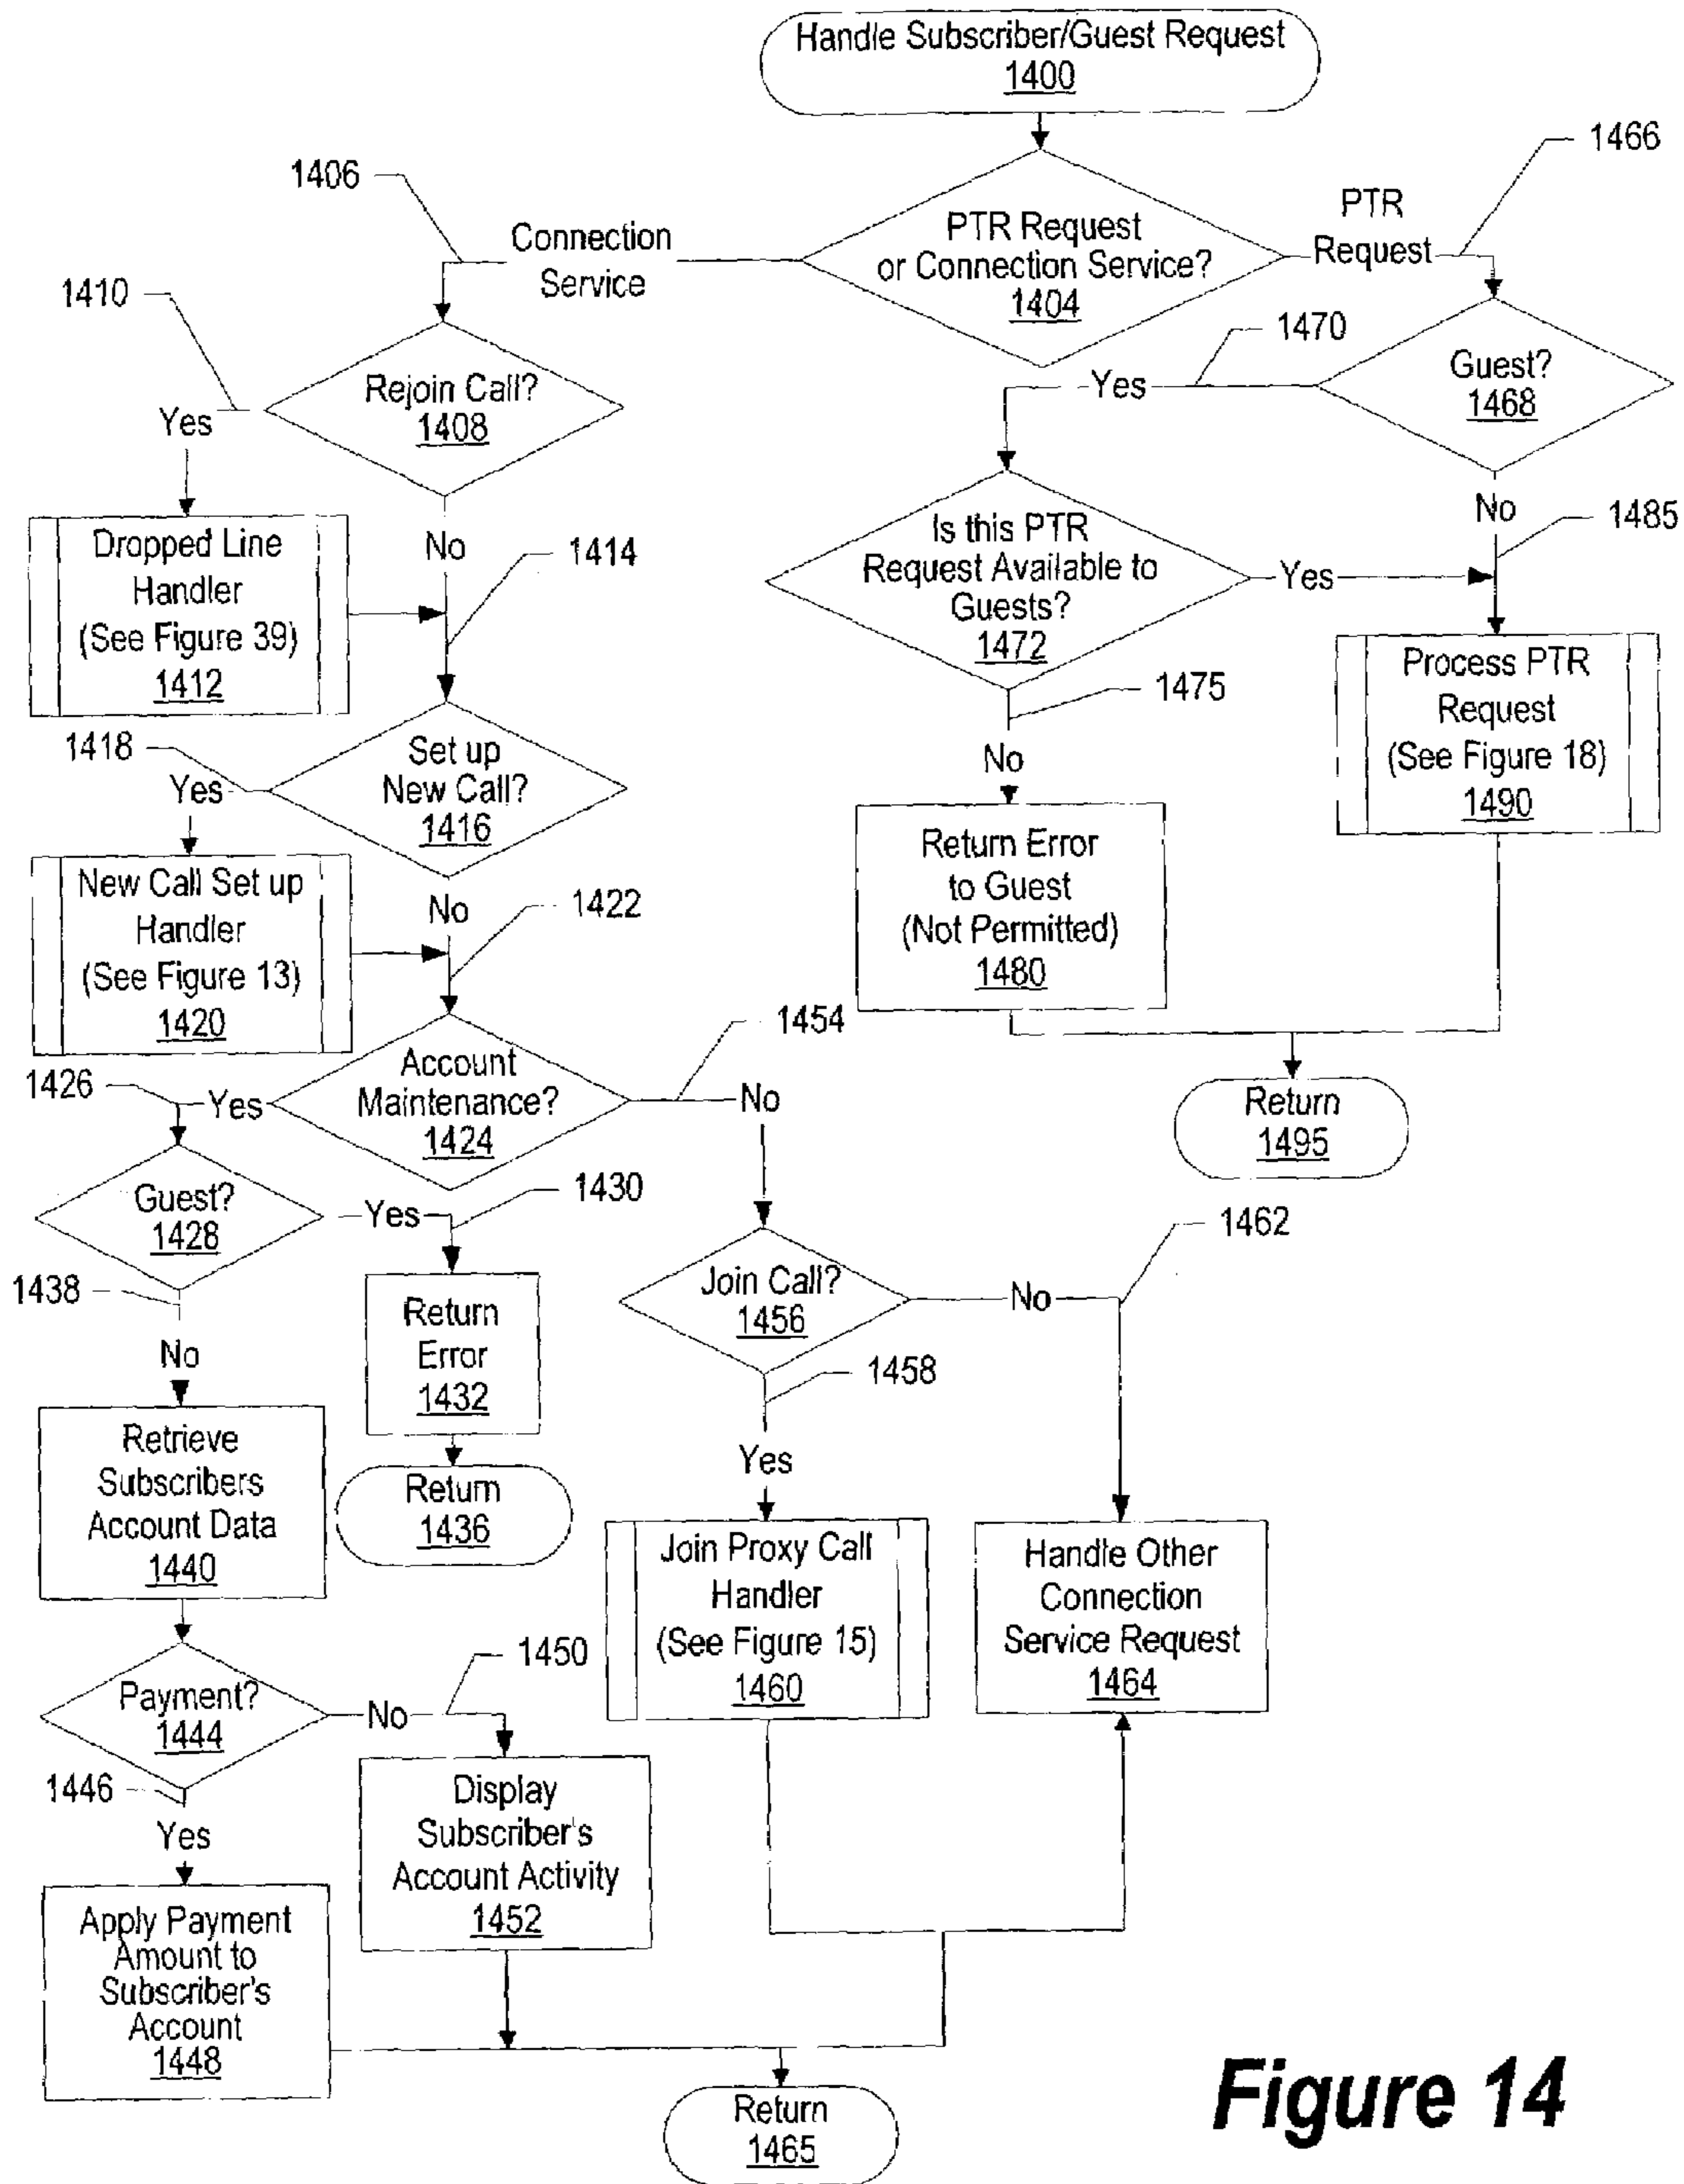 Handle Subscriber/Guest Request
1400
1466
1406
PTR
Request
Connection
Service
PTR Request
or Connection Service?
1404
1410
1470
Guest?
1468
Yes
Rejoin Call?
1408
Yes
No
1485
Is this PTR
Request Available to
Guests?
1472
Yes
Dropped Line
Handler
(See Figure 39)
1412
No
1414
Process PTR
Request
(See Figure 18)
1490
1475
No
1418
Yes
Set up
New Call?
1416
Return Error
to Guest
(Not Permitted)
1480
New Call Set up
Handler
(See Figure 13)
1420
No
1422
1454
Return
1495
1426
Yes
Account
Maintenance?
1424
No
Guest?
1428
Yes
1430
1462
1438
No
Return
Error
1432
Join Call?
1456
No
1458
Yes
Retrieve
Subscribers
Account Data
1440
Return
1436
Join Proxy Call
Handler
(See Figure 15)
1460
Handle Other
Connection
Service Request
1464
1450
Payment?
1444
No
1446
Yes
Display
Subscriber's
Account Activity
1452
Apply Payment
Amount to
Subscriber's
Account
1448
Return
1465
Figure 14